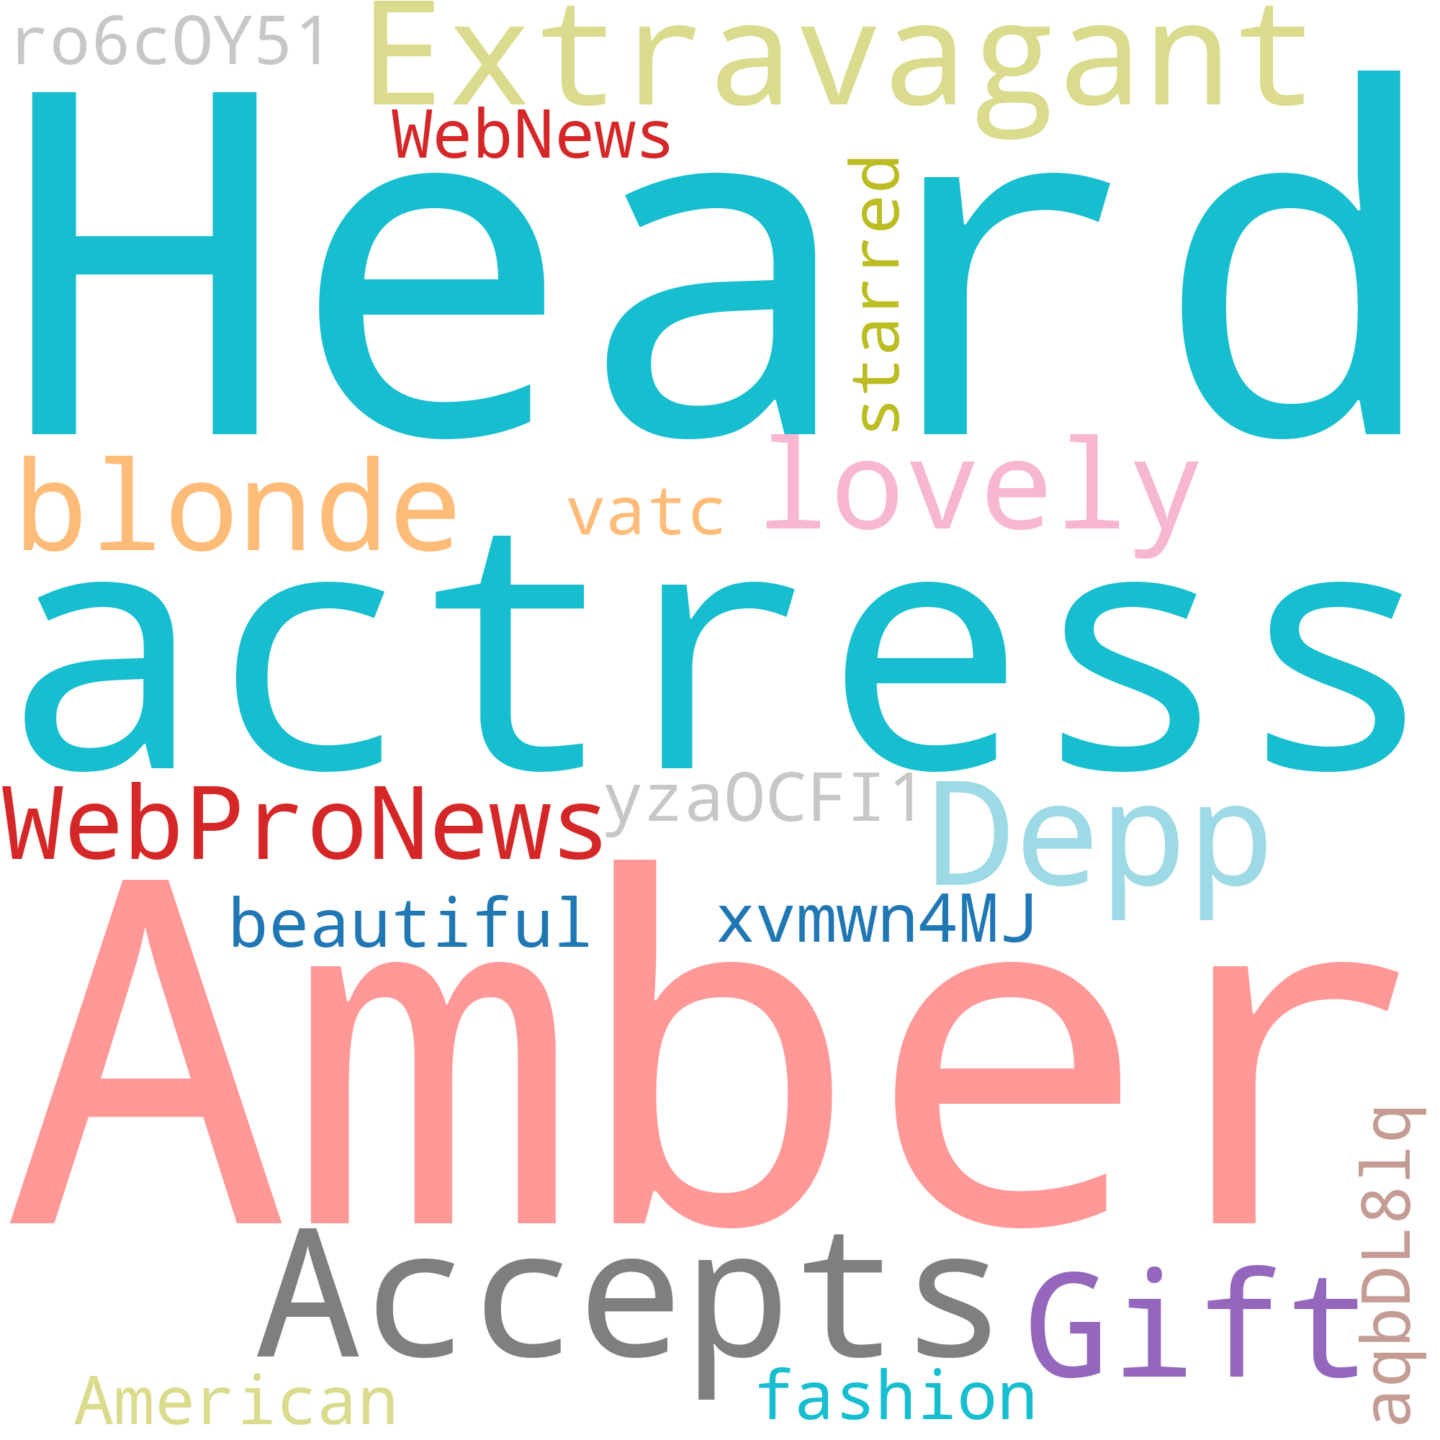 ro6cOY51
Extravagant
WebNews
Heard
starred
blonde
vatc
lovely
actress
WebProNews
yzaOCFI1
Depp
beautiful
xvmwn4MJ
Amber
aqbDL8lq
Accepts
Gift
American
fashion